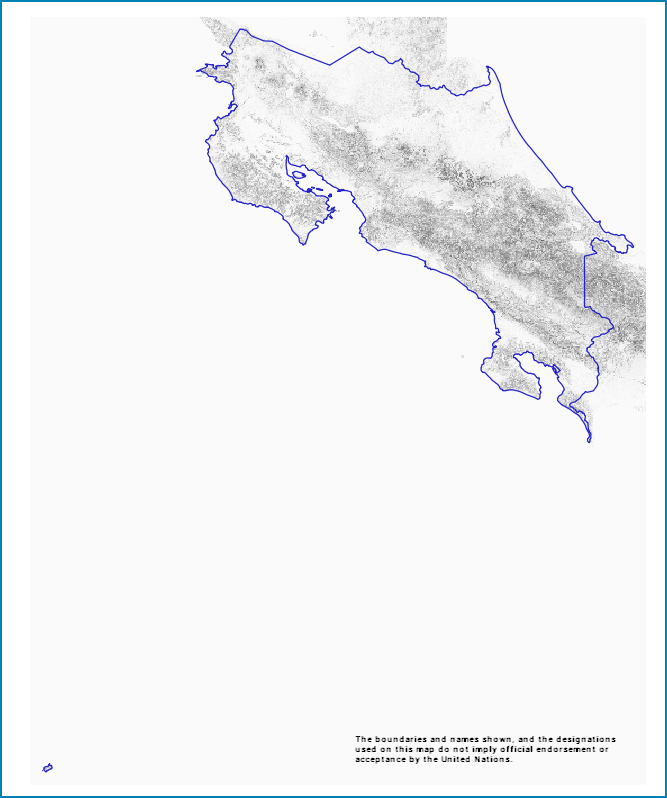 The boundaries and names shown, and the designations
used on this map do not imply official endorsement or
acceptance by the United Nations.